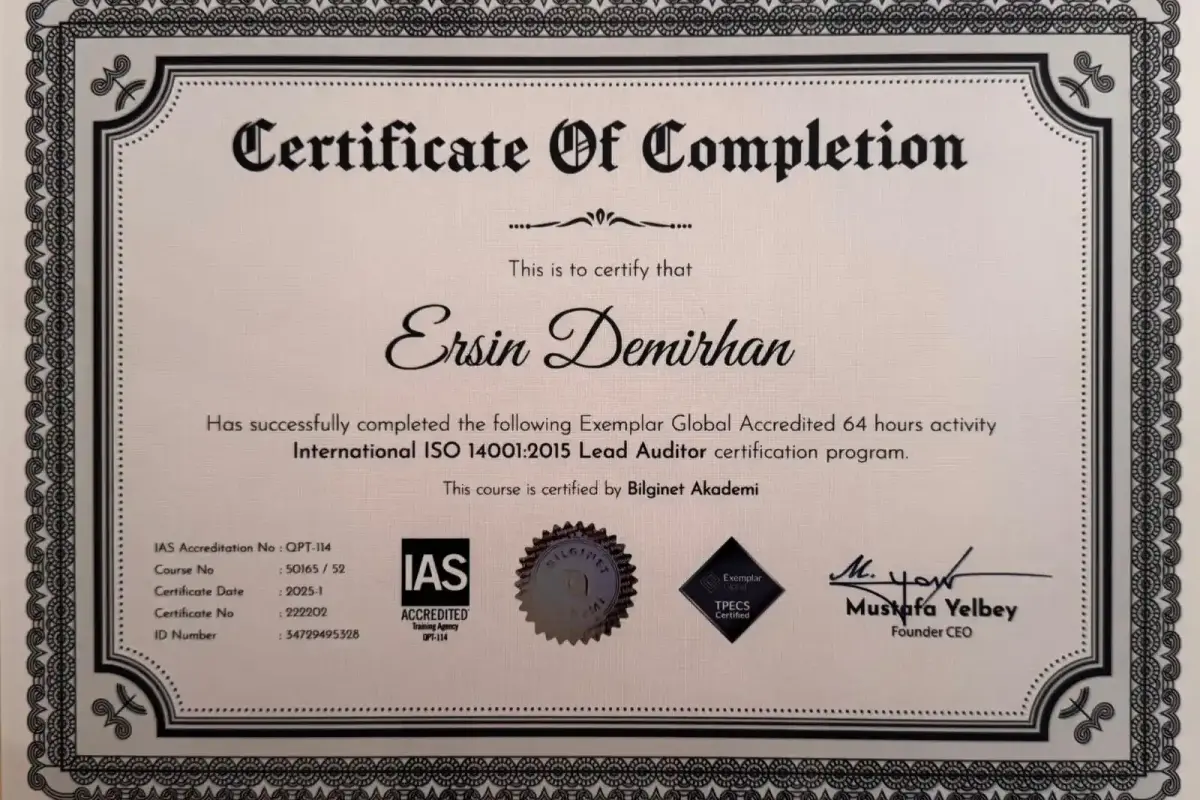 Certificate Of Completion
This is to certify that
Ersin Demirhan
Has successfully completed the following Exemplar Global Accredited 64 hours activity
International ISO 14001:2015 Lead Auditor certification program.
This course is certified by Bilginet Akademi
IAS Accreditation No : QPT-114
Course No : 50165 / 52
Certificate Date : 2025-1
Certificate No : 222202
ID Number : 34729495328
IAS
ACCREDITED
Training Agency
QPT-114
BILGINET
Exemplar
TPECS
Certified
Mustafa Yelbey
Founder CEO